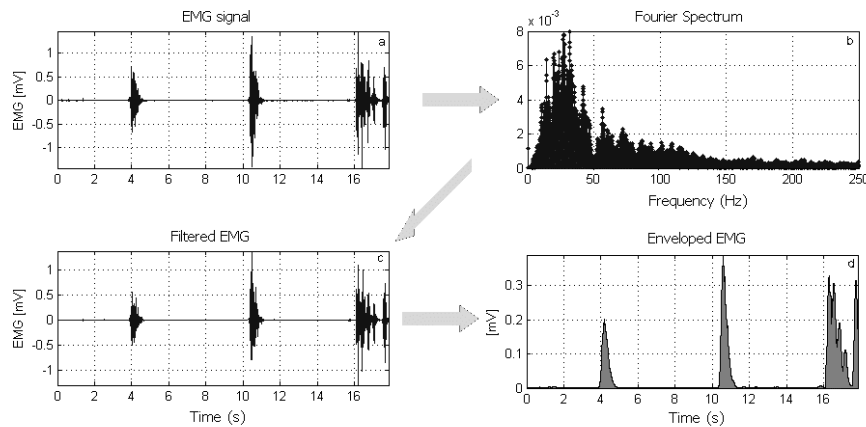 EMG signal
a
EMG [mV]
1
0.5
0
-0.5
-1
0 2 4 6 8 10 12 14 16
Fourier Spectrum
x 10⁻³
b
8
6
4
2
0
0 50 100 150 200 250
Frequency (Hz)
Filtered EMG
c
EMG [mV]
1
0.5
0
-0.5
-1
0 2 4 6 8 10 12 14 16 18
Time (s)
Enveloped EMG
d
[mV]
0.3
0.2
0.1
0
0 2 4 6 8 10 12 14 16
Time (s)